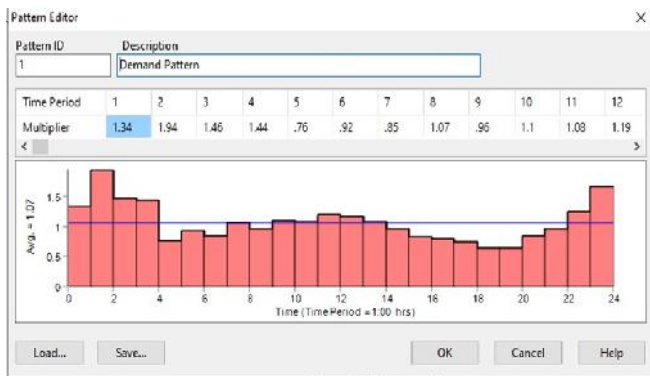 Pattern Editor X
Pattern ID Description
1 Demand Pattern
Time Period 1 2 3 4 5 6 7 8 9 10 11 12
Multiplier 1.34 1.94 1.46 1.44 .76 .92 .85 1.07 .96 1.1 1.08 1.19
< >
Avg. = 1.07
1.5
1
0.5
0
0 2 4 6 8 10 12 14 16 18 20 22 24
Time (Time Period = 1:00 hrs)
Load... Save... OK Cancel Help